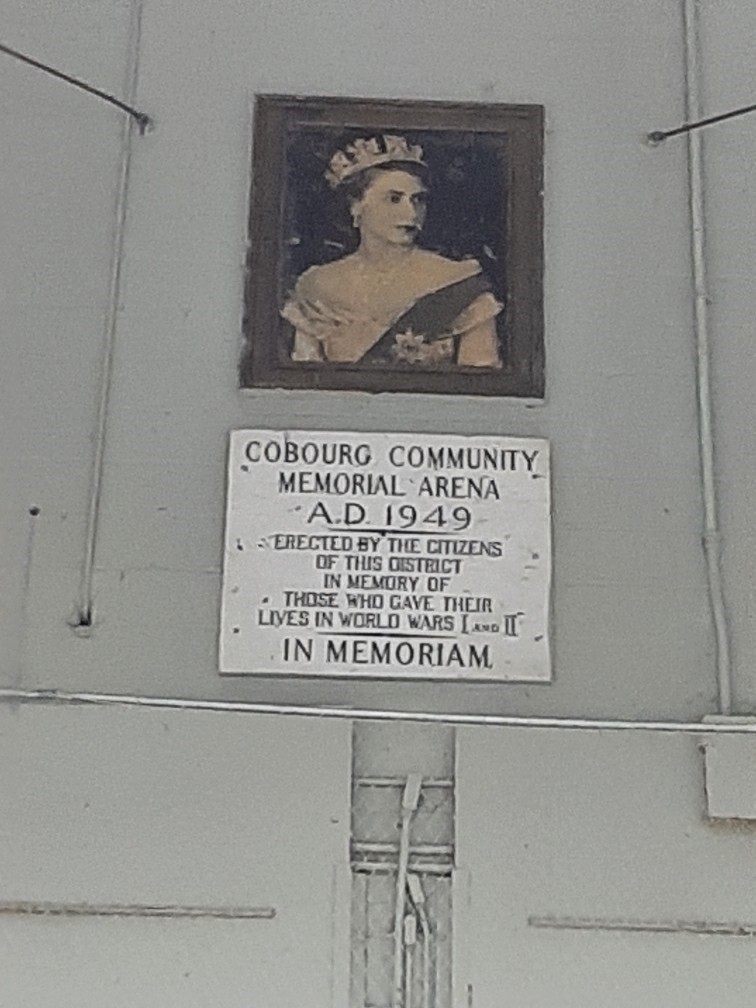 COBOURG COMMUNITY
MEMORIAL ARENA
A.D. 1949
ERECTED BY THE CITIZENS
OF THIS DISTRICT
IN MEMORY OF
THOSE WHO GAVE THEIR
LIVES IN WORLD WARS I AND II
IN MEMORIAM